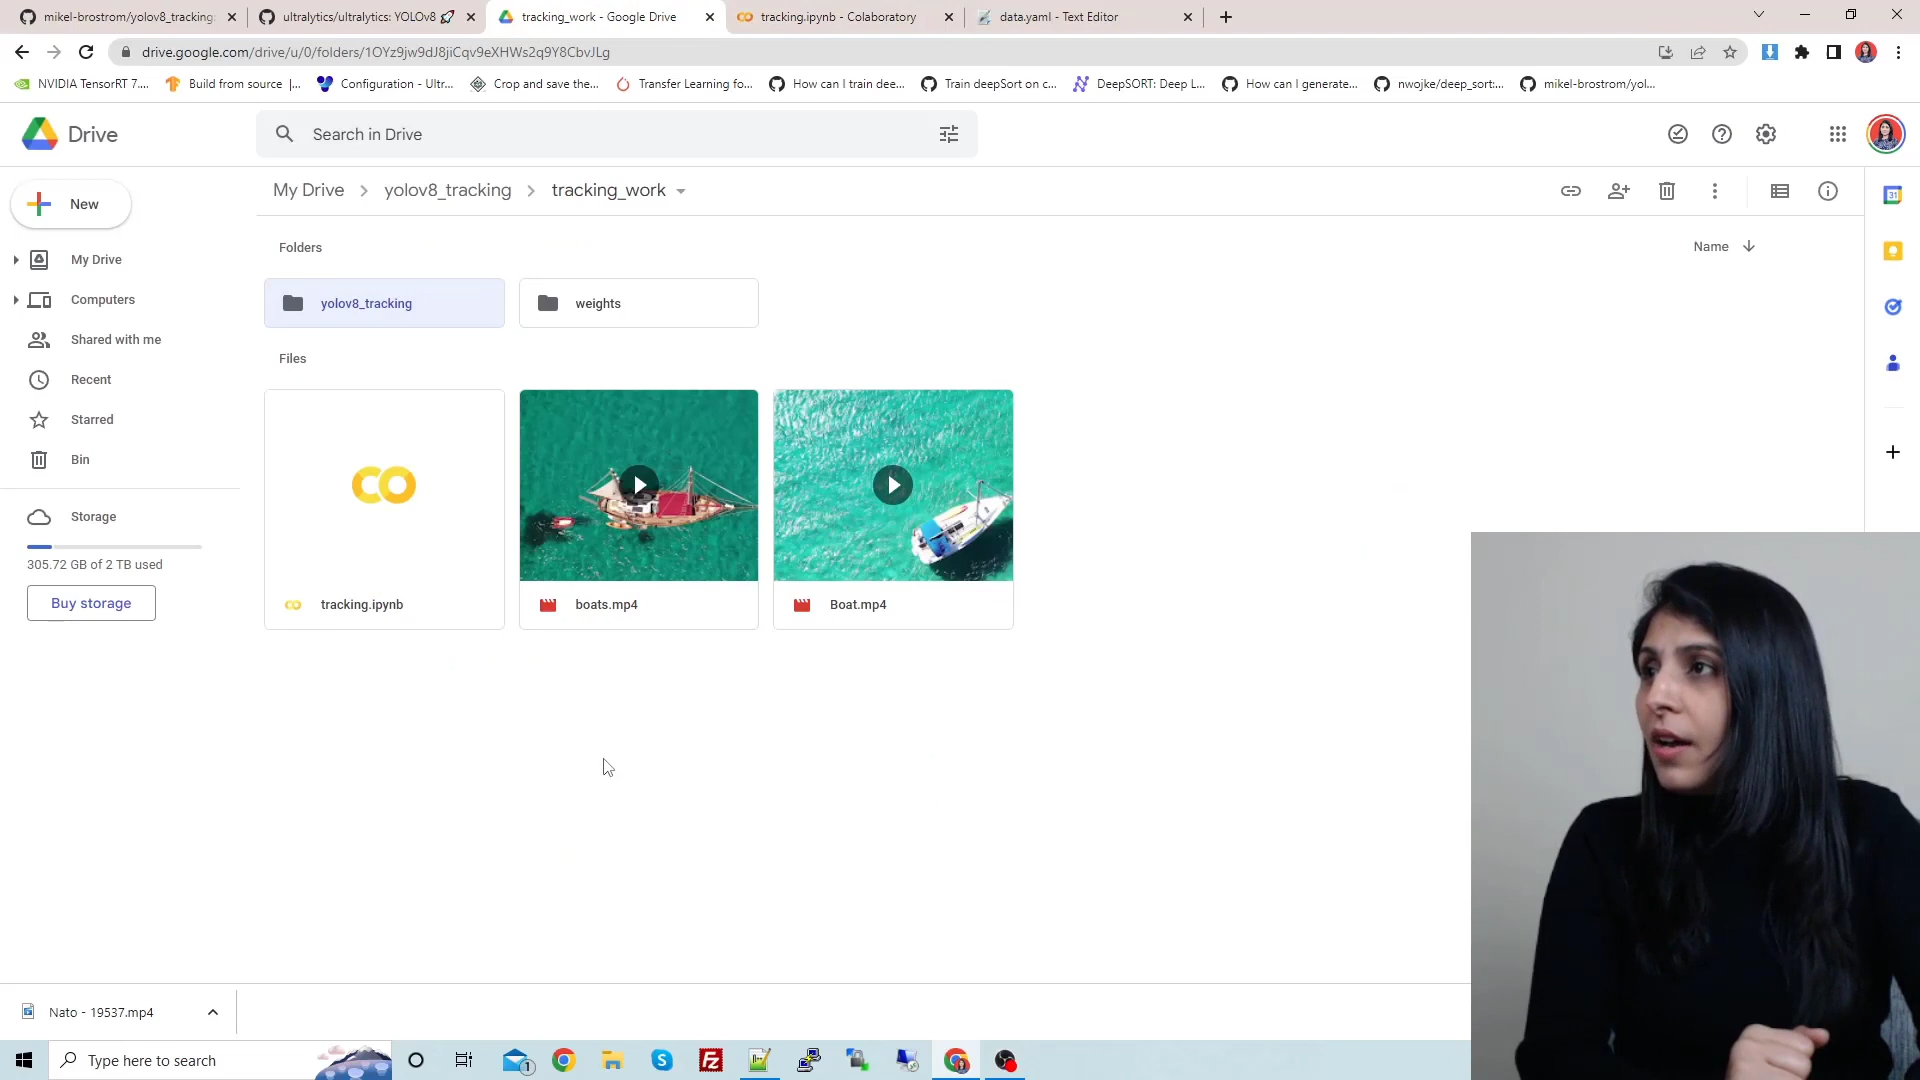 mikel-brostrom/yolov8_tracking:
ultralytics/ultralytics: YOLOv8
tracking_work - Google Drive
tracking.ipynb - Colaboratory
data.yaml - Text Editor
drive.google.com/drive/u/0/folders/1OYz9jw9dJ8jiCqv9eXHWs2q9Y8CbvJLg
NVIDIA TensorRT 7....
Build from source |...
Configuration - Ultr...
Crop and save the...
Transfer Learning fo...
How can I train dee...
Train deepSort on c...
DeepSORT: Deep L...
How can I generate...
nwojke/deep_sort:...
mikel-brostrom/yol...
Drive
Search in Drive
New
My Drive
Computers
Shared with me
Recent
Starred
Bin
Storage
305.72 GB of 2 TB used
Buy storage
My Drive
yolov8_tracking
tracking_work
Folders
Name
yolov8_tracking
weights
Files
tracking.ipynb
boats.mp4
Boat.mp4
31
Nato - 19537.mp4
Type here to search
1